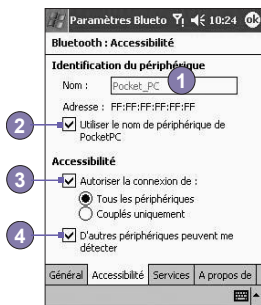 Paramètres Blueto 10:24 ok
Bluetooth : Accessibilité
Identification du périphérique
Nom : Pocket_PC 1
Adresse : FF:FF:FF:FF:FF:FF
2 Utiliser le nom de périphérique de
PocketPC
Accessibilité
3 Autoriser la connexion de :
Tous les périphériques
Couplés uniquement
4 D'autres périphériques peuvent me
détecter
Général Accessibilité Services A propos de